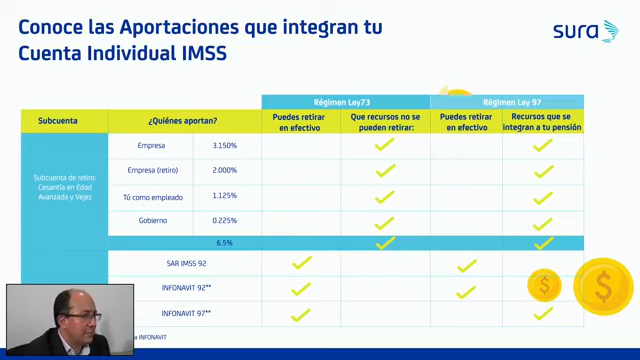 Conoce las Aportaciones que integran tu
Cuenta Individual IMSS
sura
Régimen Ley73
Régimen Ley 97
Subcuenta
¿Quiénes aportan?
Puedes retirar
en efectivo
Que recursos no se
pueden retirar:
Puedes retirar
en efectivo
Recursos que se
integran a tu pensión
Subcuenta de retiro:
Cesantía en Edad
Avanzada y Vejez
Empresa 3.150%
Empresa (retiro) 2.000%
Tú como empleado 1.125%
Gobierno 0.225%
6.5%
SAR IMSS 92
INFONAVIT 92**
INFONAVIT 97**
INFONAVIT
$
$